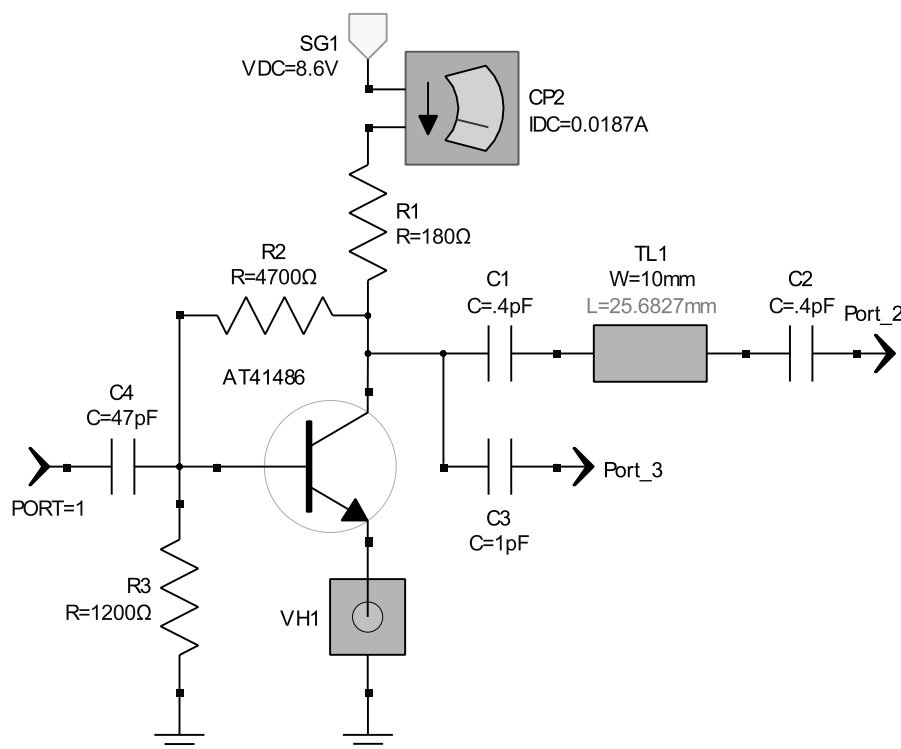 SG1
VDC=8.6V
CP2
IDC=0.0187A
R1
R=180Ω
R2
R=4700Ω
C1
C=.4pF
TL1
W=10mm
L=25.6827mm
C2
C=.4pF
Port_2
AT41486
C4
C=47pF
PORT=1
Port_3
C3
C=1pF
R3
R=1200Ω
VH1